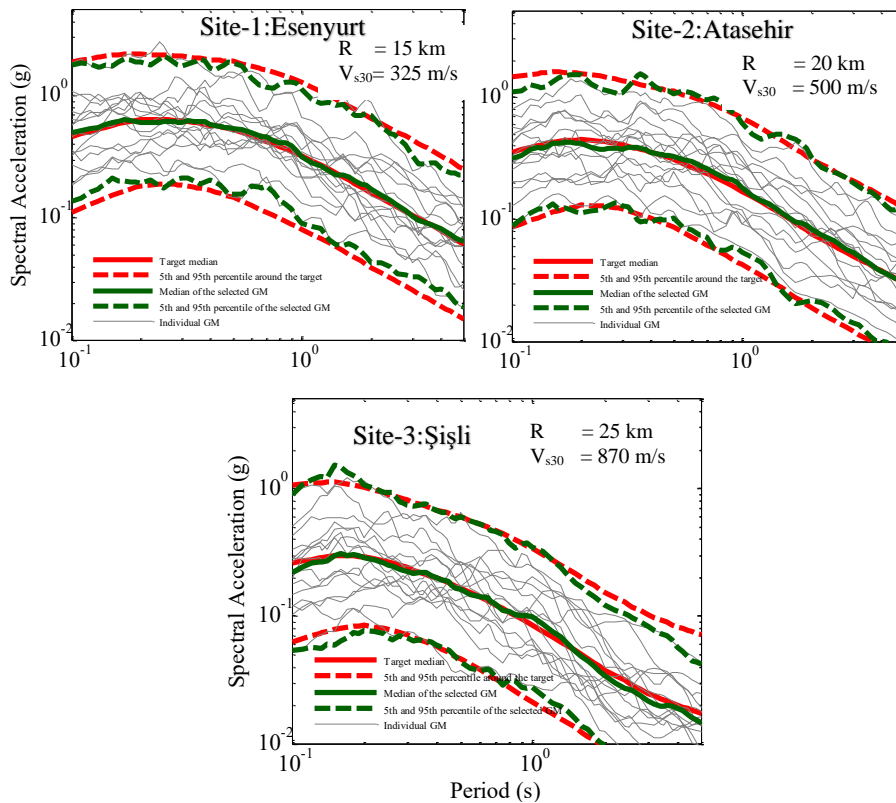 Site-1:Esenyurt
R = 15 km
Vs30= 325 m/s
Spectral Acceleration (g)
10^0
10^-1
10^-2
10^-1
10^0
Target median
5th and 95th percentile around the target
Median of the selected GM
5th and 95th percentile of the selected GM
Individual GM
Site-2:Atasehir
R = 20 km
Vs30 = 500 m/s
10^0
10^-1
10^-2
10^-1
10^0
Target median
5th and 95th percentile around the target
Median of the selected GM
5th and 95th percentile of the selected GM
Individual GM
Site-3:Şişli
R = 25 km
Vs30 = 870 m/s
Spectral Acceleration (g)
10^0
10^-1
10^-2
10^-1
10^0
Target median
5th and 95th percentile around the target
Median of the selected GM
5th and 95th percentile of the selected GM
Individual GM
Period (s)